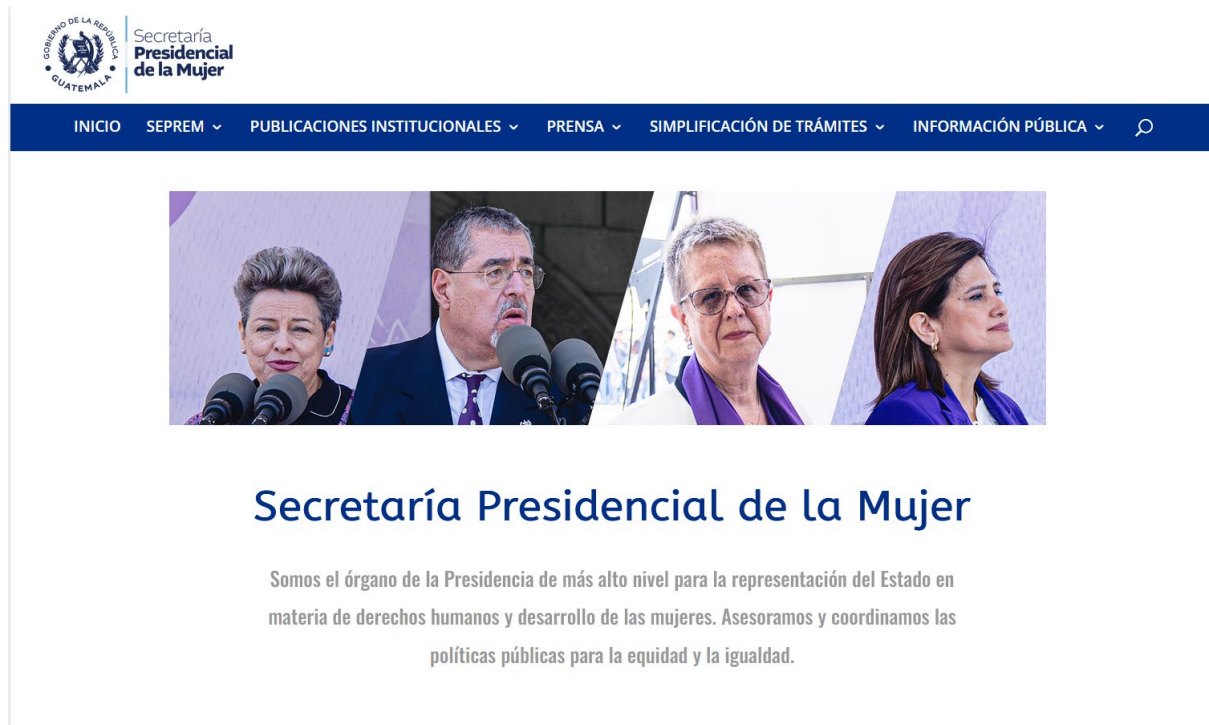 GOBIERNO DE LA REPÚBLICA
GUATEMALA
Secretaría
Presidencial
de la Mujer
INICIO SEPREM PUBLICACIONES INSTITUCIONALES PRENSA SIMPLIFICACIÓN DE TRÁMITES INFORMACIÓN PÚBLICA
Secretaría Presidencial de la Mujer
Somos el órgano de la Presidencia de más alto nivel para la representación del Estado en
materia de derechos humanos y desarrollo de las mujeres. Asesoramos y coordinamos las
políticas públicas para la equidad y la igualdad.